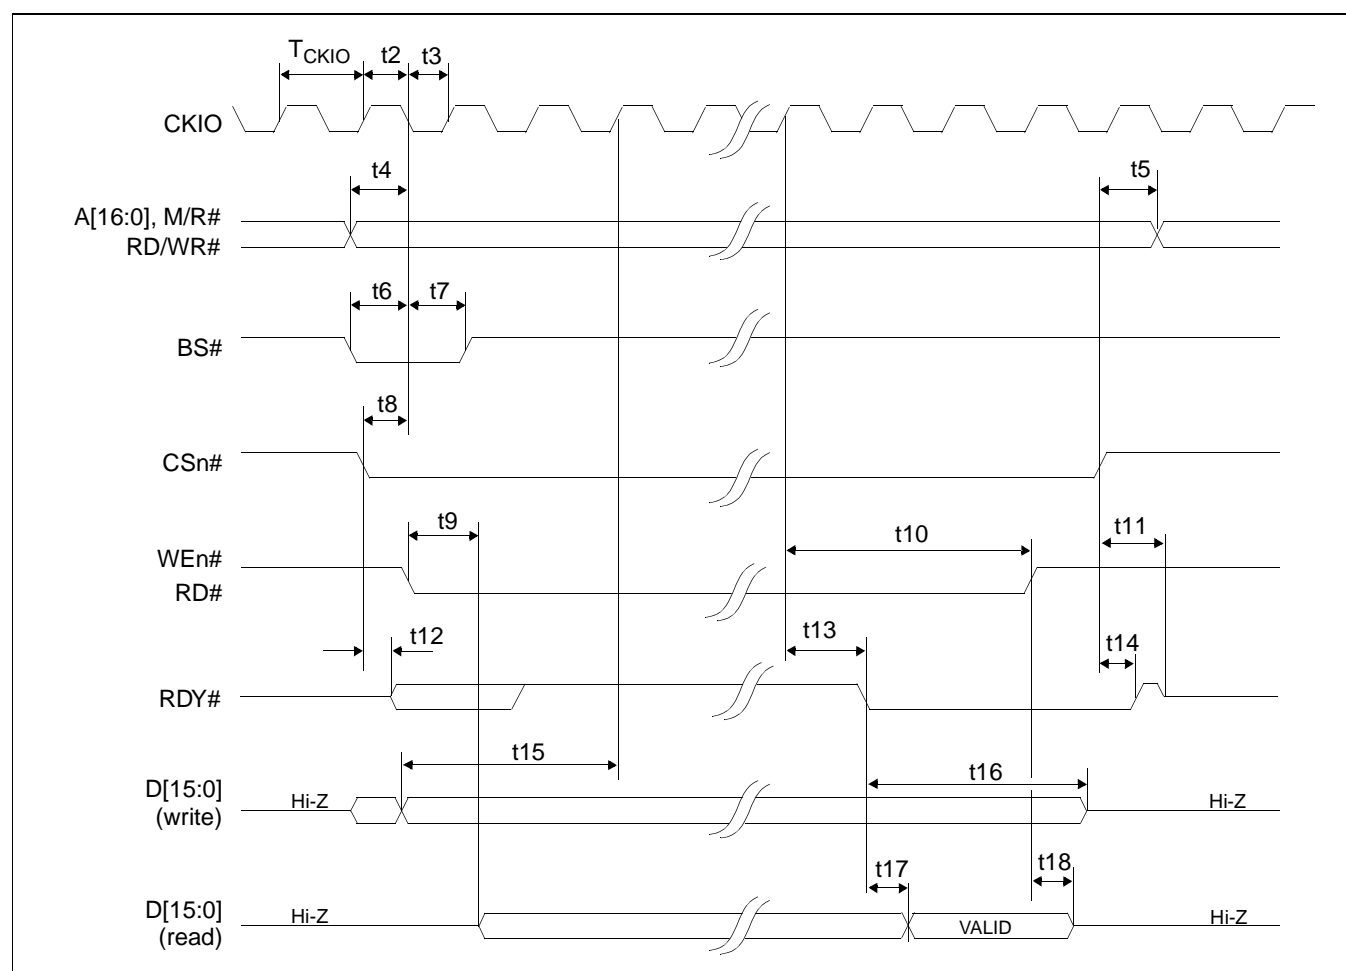 TCKIO t2 t3
CKIO
t4 t5
A[16:0], M/R#
RD/WR#
t6 t7
BS#
t8
CSn#
t9 t10 t11
WEn#
RD#
t12 t13 t14
RDY#
t15 t16
D[15:0]
(write)
Hi-Z Hi-Z
t17 t18
D[15:0]
(read)
Hi-Z VALID Hi-Z